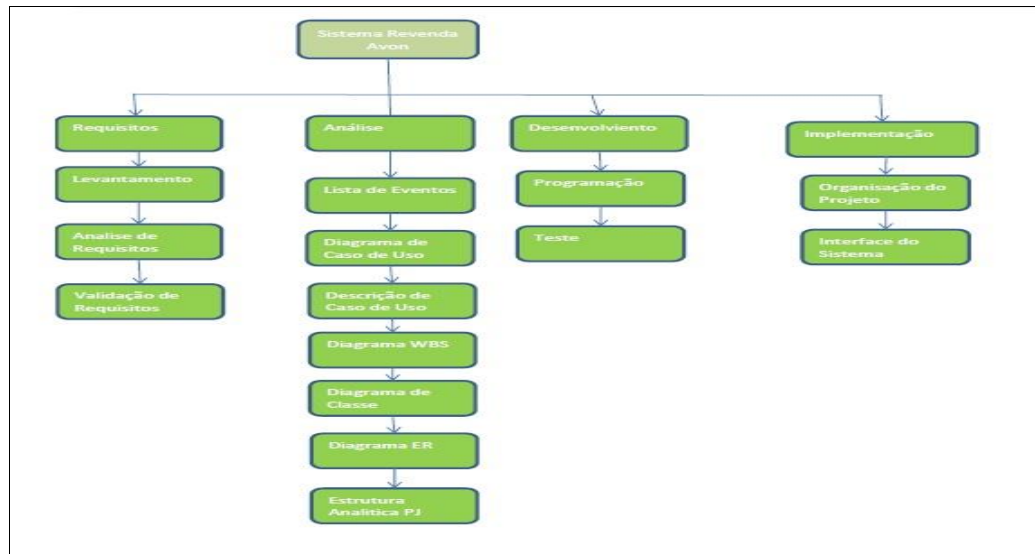 Sistema Revenda
Avon
Requisitos
Levantamento
Analise de
Requisitos
Validação de
Requisitos
Análise
Lista de Eventos
Diagrama de
Caso de Uso
Descrição de
Caso de Uso
Diagrama WBS
Diagrama de
Classe
Diagrama ER
Estrutura
Analitica PJ
Desenvolviento
Programação
Teste
Implementação
Organisação do
Projeto
Interface do
Sistema